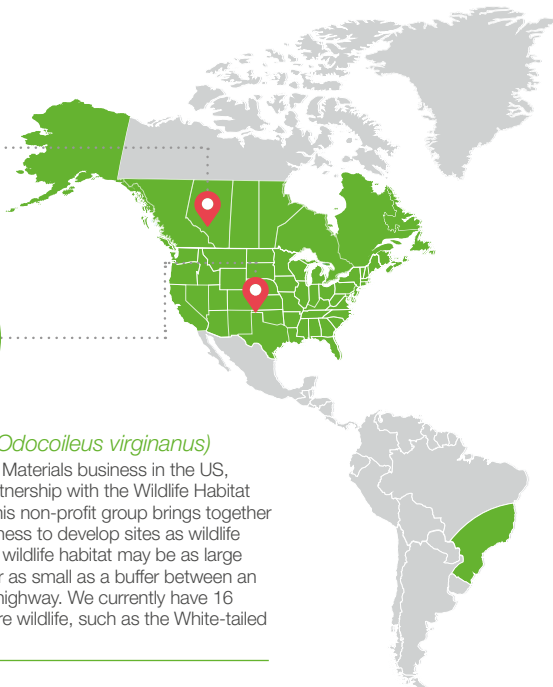 Odocoileus virginanus)
Materials business in the US,
tnership with the Wildlife Habitat
his non-profit group brings together
ness to develop sites as wildlife
wildlife habitat may be as large
r as small as a buffer between an
highway. We currently have 16
re wildlife, such as the White-tailed